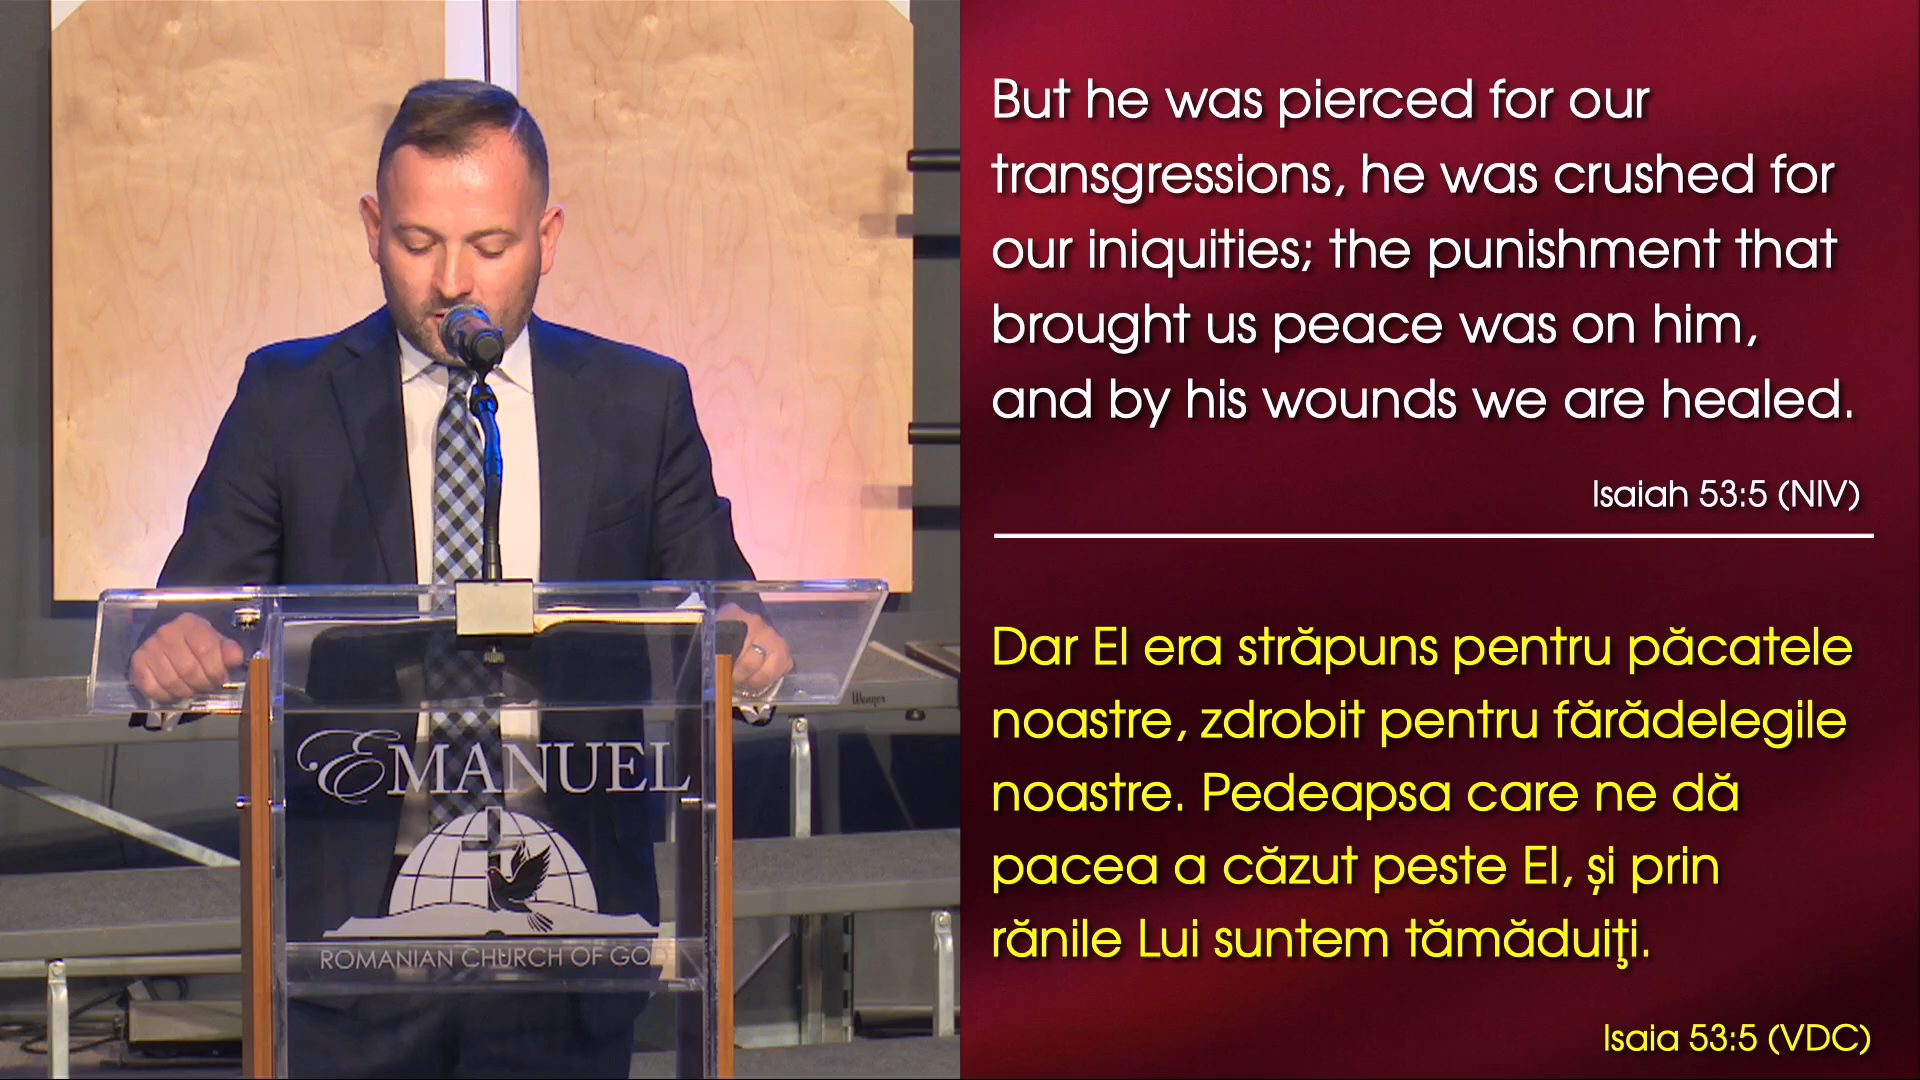 EMANUEL
ROMANIAN CHURCH OF GOD
Wenger
But he was pierced for our
transgressions, he was crushed for
our iniquities; the punishment that
brought us peace was on him,
and by his wounds we are healed.
Isaiah 53:5 (NIV)
Dar El era străpuns pentru păcatele
noastre, zdrobit pentru fărădelegile
noastre. Pedeapsa care ne dă
pacea a căzut peste El, și prin
rănile Lui suntem tămăduiţi.
Isaia 53:5 (VDC)